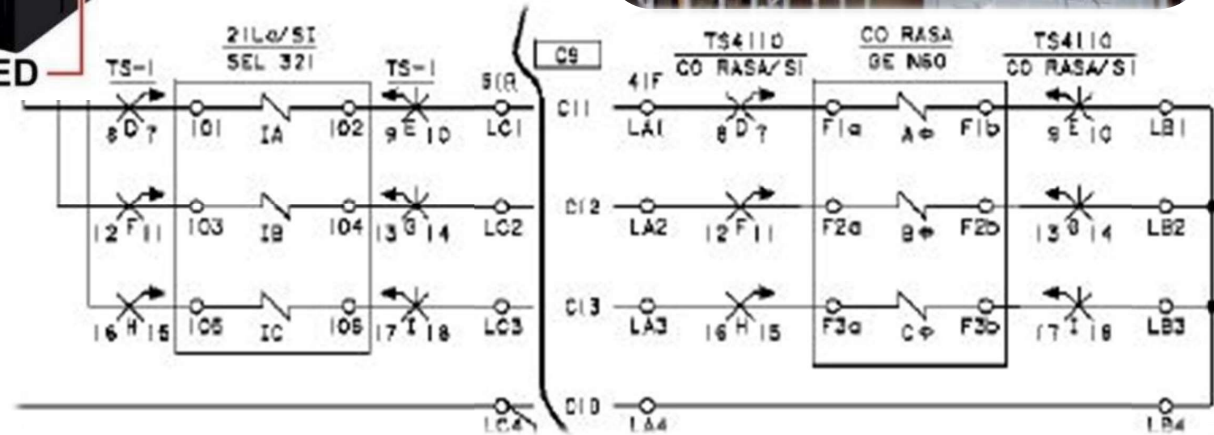 ED
21La/SI
SEL 321
TS-1
TS-1
C9
TS4110
CO RASA/SI
CO RASA
GE N60
TS4110
CO RASA/SI
41F
8 D 7
101
IA
102
9 E 10
LC1
C11
LA1
8 D 7
F1a
AΦ
F1b
9 E 10
LB1
12 F 11
103
IB
104
13 G 14
LC2
C12
LA2
12 F 11
F2a
BΦ
F2b
13 G 14
LB2
16 H 15
105
IC
106
17 I 18
LC3
C13
LA3
16 H 15
F3a
CΦ
F3b
17 I 18
LB3
LC4
C10
LA4
LB4